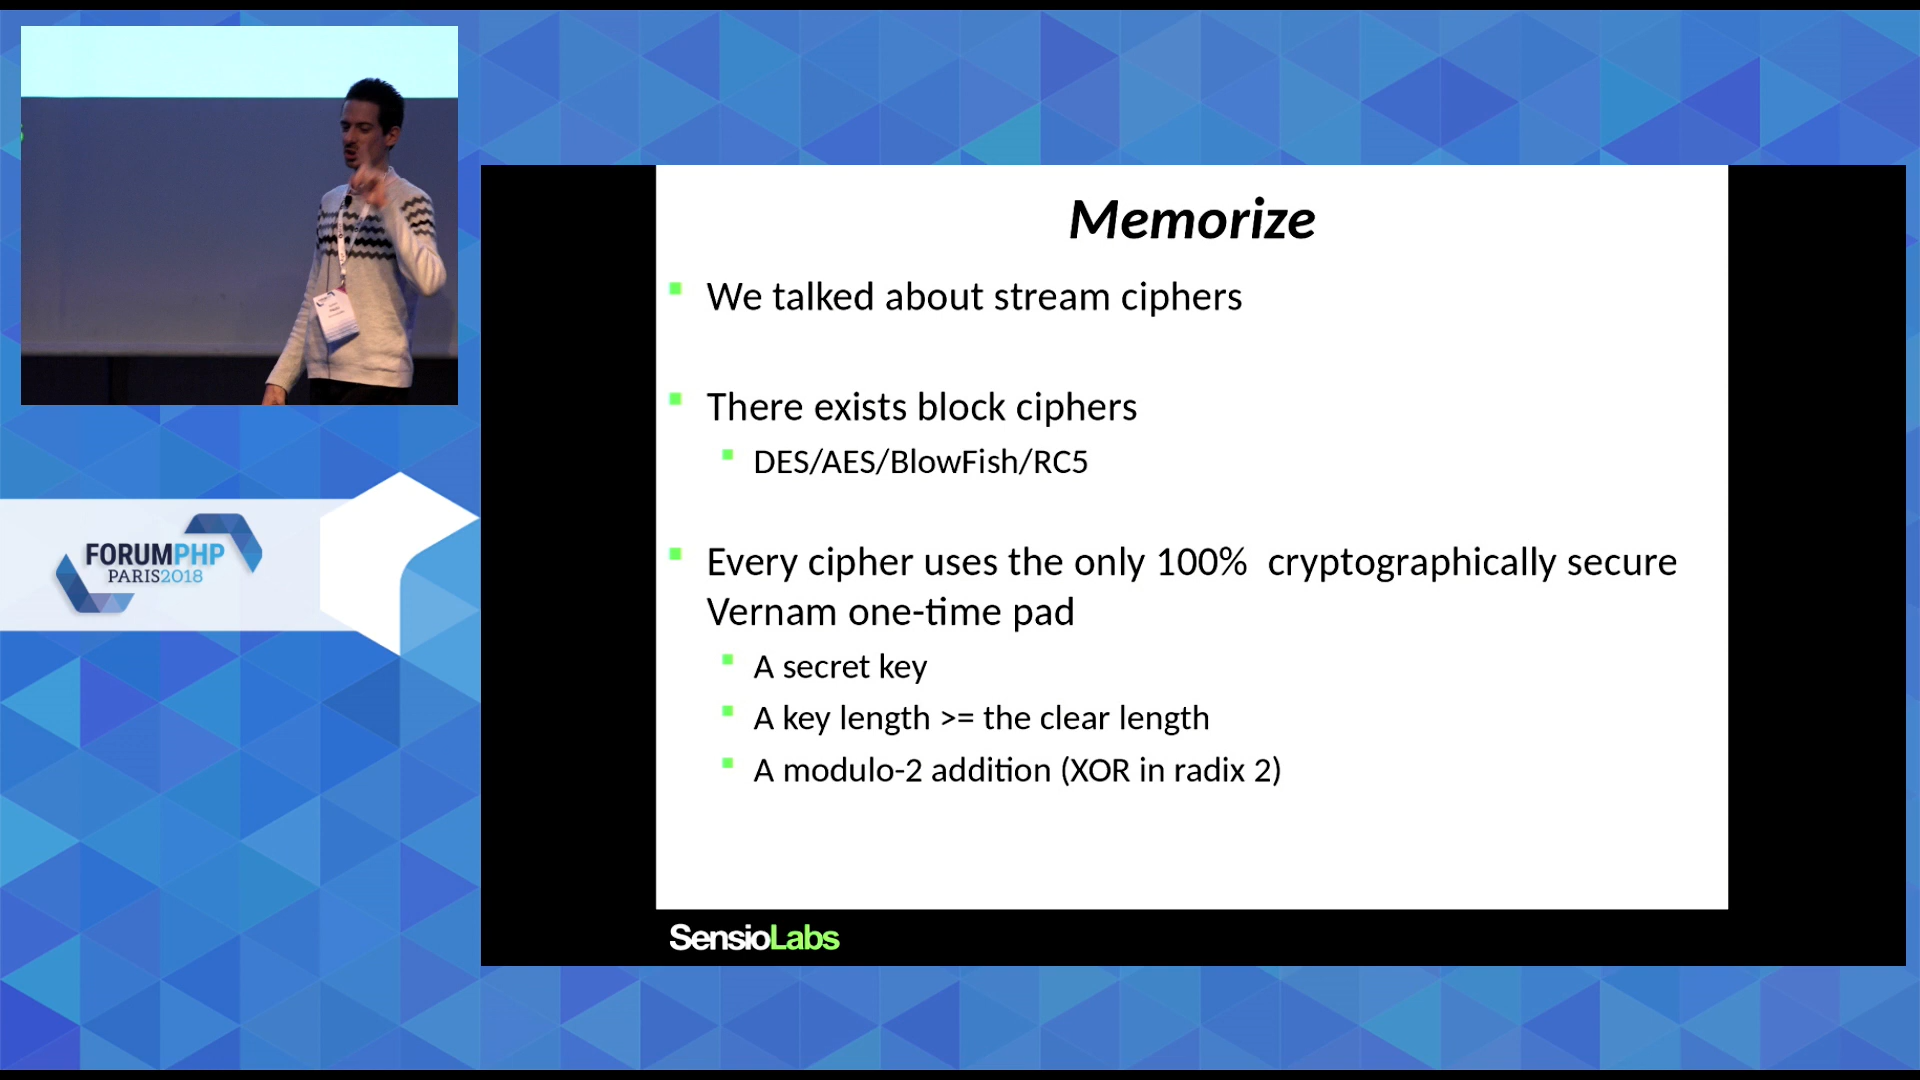 Memorize
We talked about stream ciphers
There exists block ciphers
DES/AES/BlowFish/RC5
Every cipher uses the only 100% cryptographically secure
Vernam one-time pad
A secret key
A key length >= the clear length
A modulo-2 addition (XOR in radix 2)
SensioLabs
FORUMPHP
PARIS2018